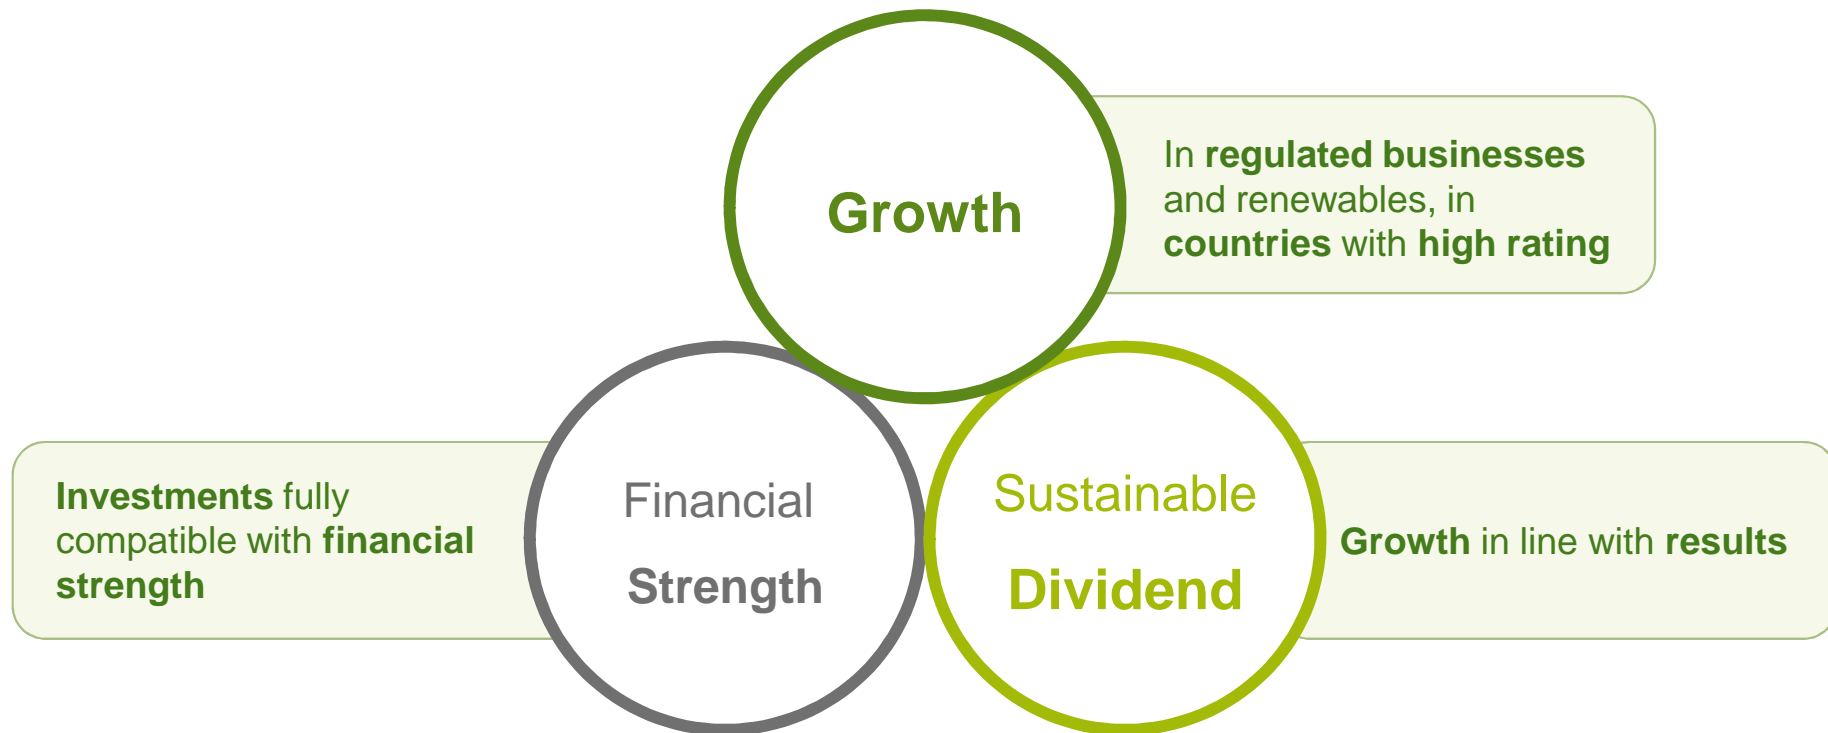 Growth
In regulated businesses
and renewables, in
countries with high rating
Investments fully
compatible with financial
strength
Financial
Strength
Sustainable
Dividend
Growth in line with results